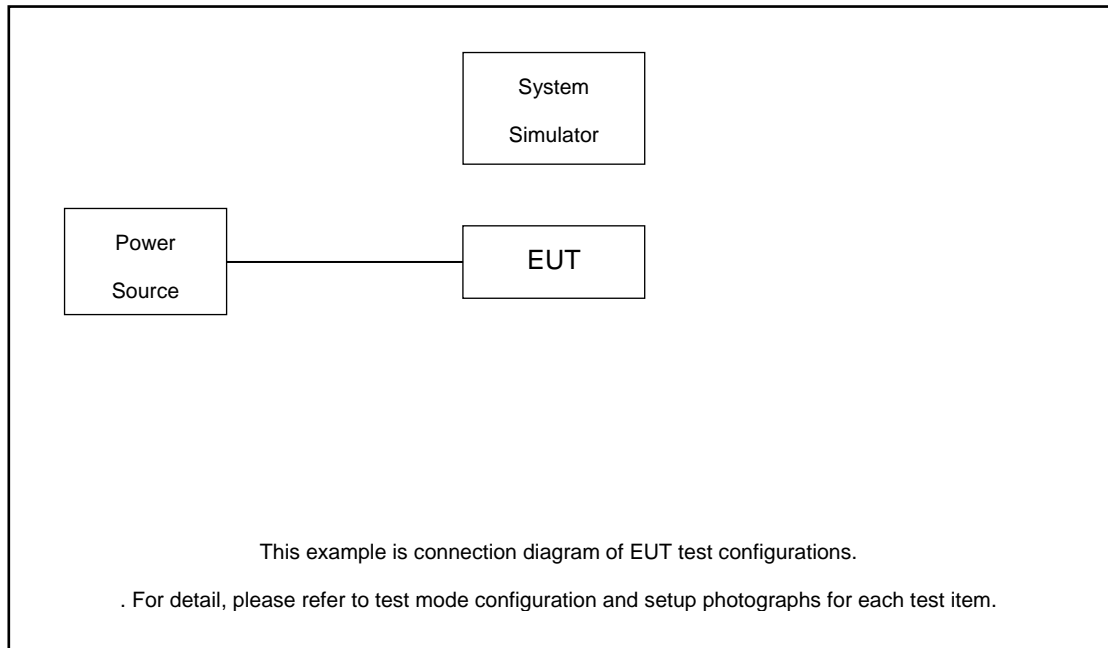 System
Simulator
Power
Source
EUT
This example is connection diagram of EUT test configurations.
. For detail, please refer to test mode configuration and setup photographs for each test item.